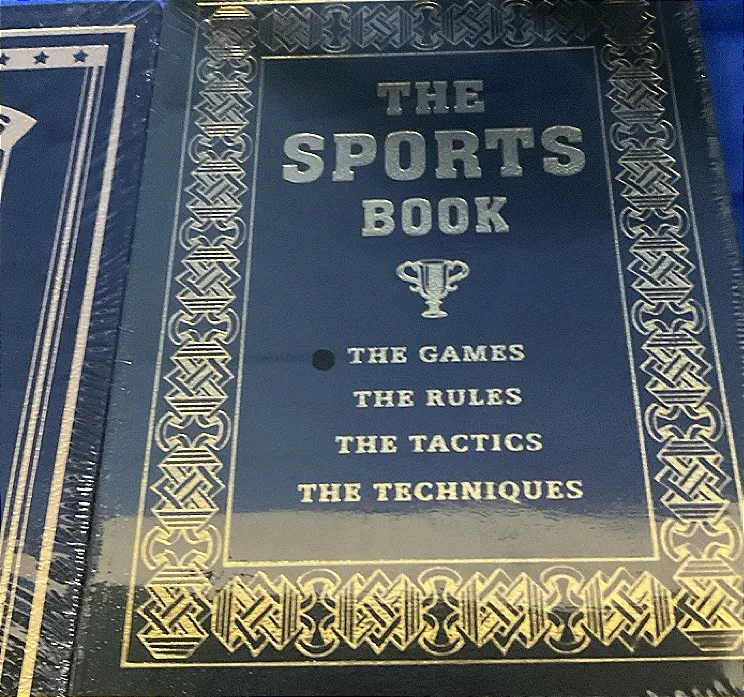 THE
SPORTS
BOOK
THE GAMES
THE RULES
THE TACTICS
THE TECHNIQUES